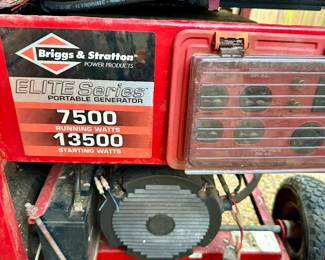 Briggs & Stratton
POWER PRODUCTS
ELITE Series
PORTABLE GENERATOR
7500
RUNNING WATTS
13500
STARTING WATTS